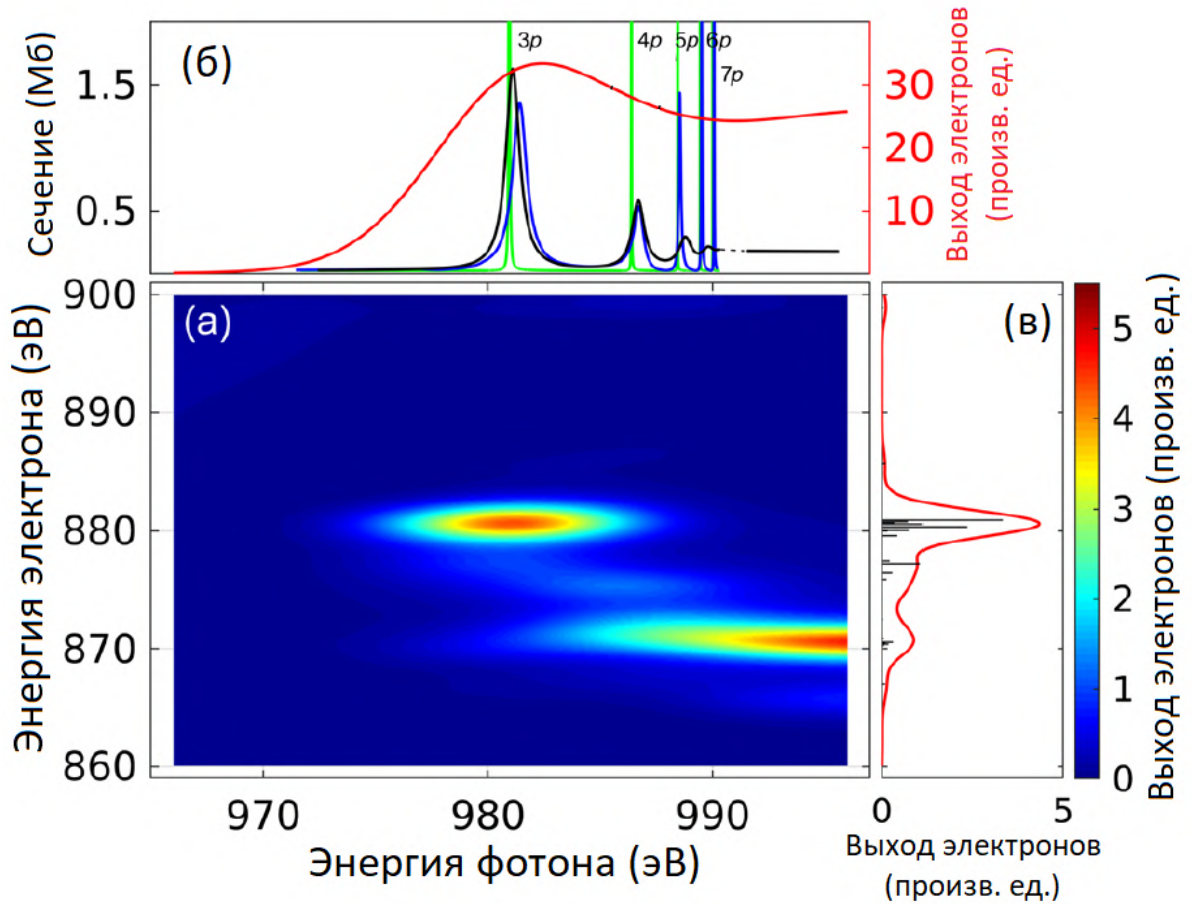 (б)
3p
4p
5p
6p
7p
1.5
0.5
Сечение (Мб)
30
20
10
Выход электронов
(произв. ед.)
(а)
900
890
880
870
860
Энергия электрона (эВ)
970
980
990
Энергия фотона (эВ)
(в)
0
5
Выход электронов
(произв. ед.)
5
4
3
2
1
0
Выход электронов (произв. ед.)